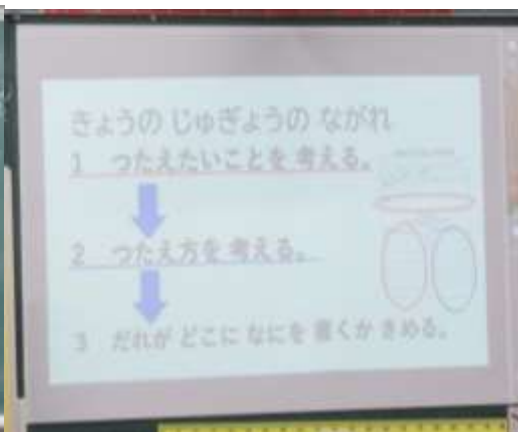 きょうの じゅぎょうの ながれ
1 つたえたいことを 考える。
2 つたえ方を 考える。
3 だれが どこに なにを 書くか きめる。